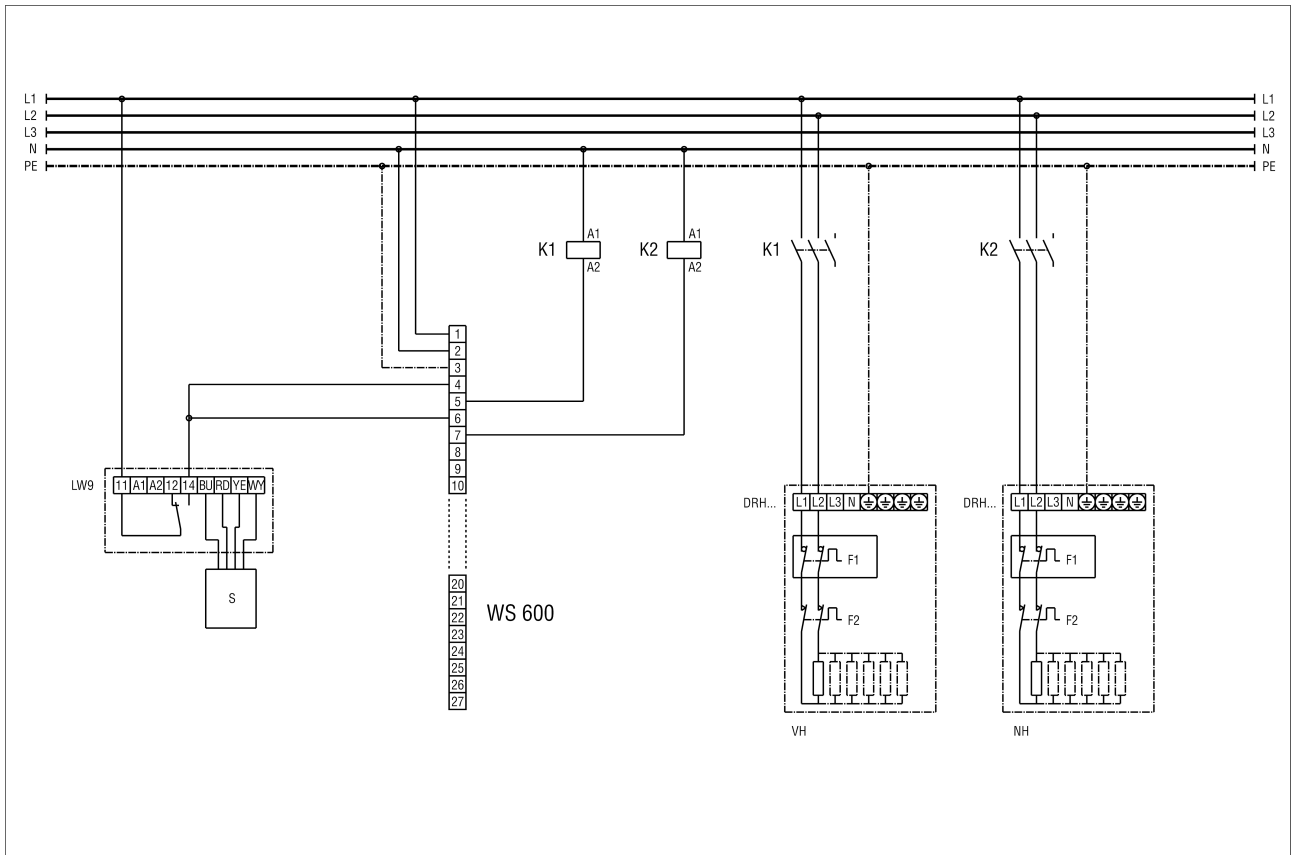 L1 L1
L2 L2
L3 L3
N N
PE PE
A1 A1
K1 K2 K1 K2
A2 A2
1
2
3
4
5
6
7
8
9
10
LW9 11 A1 A2 12 14 BU RD YE WY
DRH... L1 L2 L3 N DRH... L1 L2 L3 N
F1 F1
S
20
21
22
23
24
25
26
27
WS 600
F2 F2
VH NH